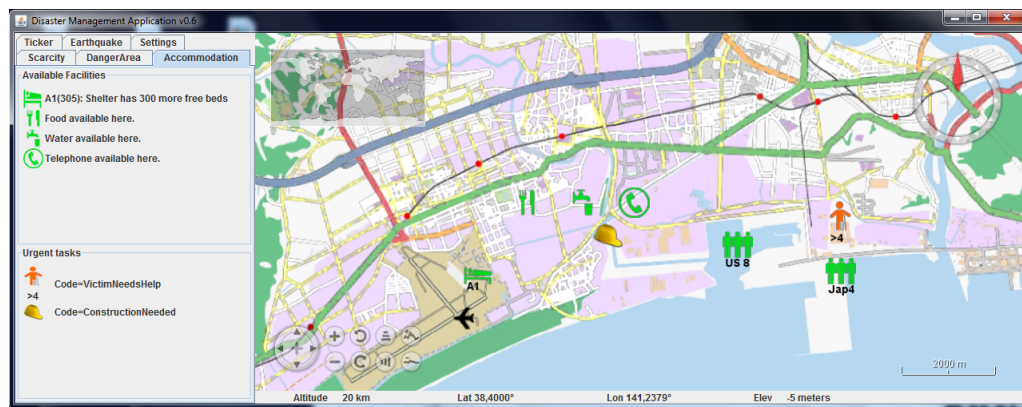 Disaster Management Application v0.6
Ticker Earthquake Settings
Scarcity DangerArea Accommodation
Available Facilities
A1(305): Shelter has 300 more free beds
Food available here.
Water available here.
Telephone available here.
Urgent tasks
>4
Code=VictimNeedsHelp
Code=ConstructionNeeded
>4
US 8
Jap4
A1
2000 m
Altitude 20 km Lat 38,4000° Lon 141,2379° Elev -5 meters